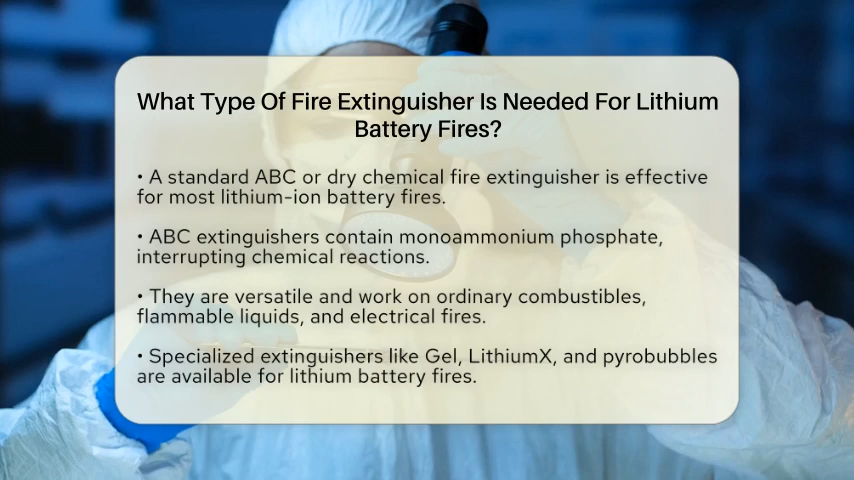 What Type Of Fire Extinguisher Is Needed For Lithium
Battery Fires?
• A standard ABC or dry chemical fire extinguisher is effective
for most lithium-ion battery fires.
• ABC extinguishers contain monoammonium phosphate,
interrupting chemical reactions.
• They are versatile and work on ordinary combustibles,
flammable liquids, and electrical fires.
• Specialized extinguishers like Gel, LithiumX, and pyrobubbles
are available for lithium battery fires.